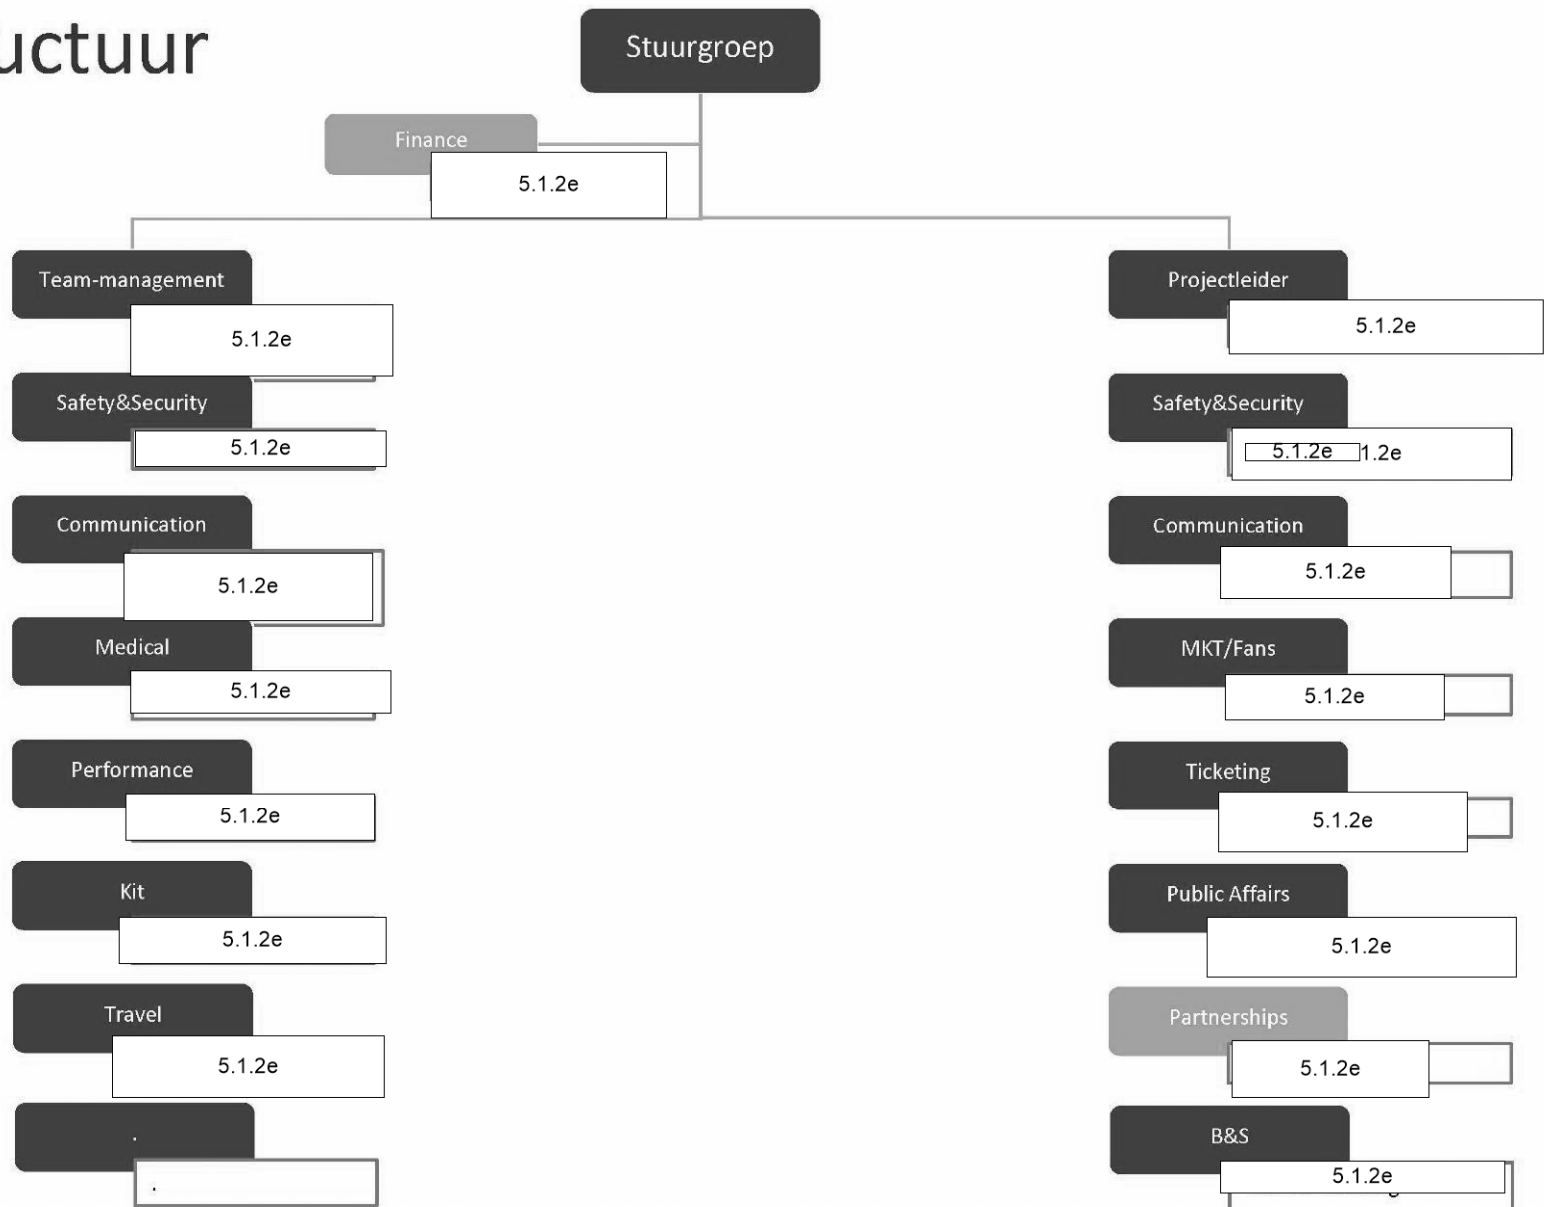 uctuur
Stuurgroep
Finance
5.1.2e
Team-management
5.1.2e
Safety&Security
5.1.2e
Communication
5.1.2e
Medical
5.1.2e
Performance
5.1.2e
Kit
5.1.2e
Travel
5.1.2e
.
.
Projectleider
5.1.2e
Safety&Security
5.1.2e 1.2e
Communication
5.1.2e
MKT/Fans
5.1.2e
Ticketing
5.1.2e
Public Affairs
5.1.2e
Partnerships
5.1.2e
B&S
5.1.2e